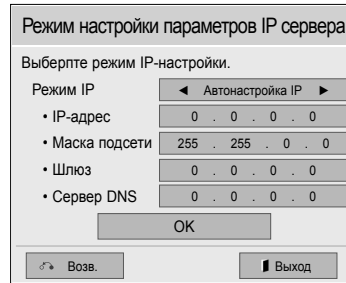 Режим настройки параметров IP сервера
Выберпте режим IP-настройки.
Режим IP ◄ Автонастройка IP ►
• IP-адрес 0 . 0 . 0 . 0
• Маска подсети 255 . 255 . 0 . 0
• Шлюз 0 . 0 . 0 . 0
• Сервер DNS 0 . 0 . 0 . 0
OK
Возв. Выход